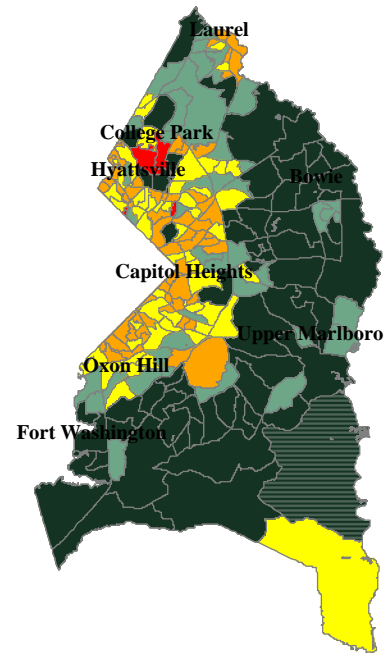 Laurel
College Park
Hyattsville
Bowie
Capitol Heights
Upper Marlboro
Oxon Hill
Fort Washington